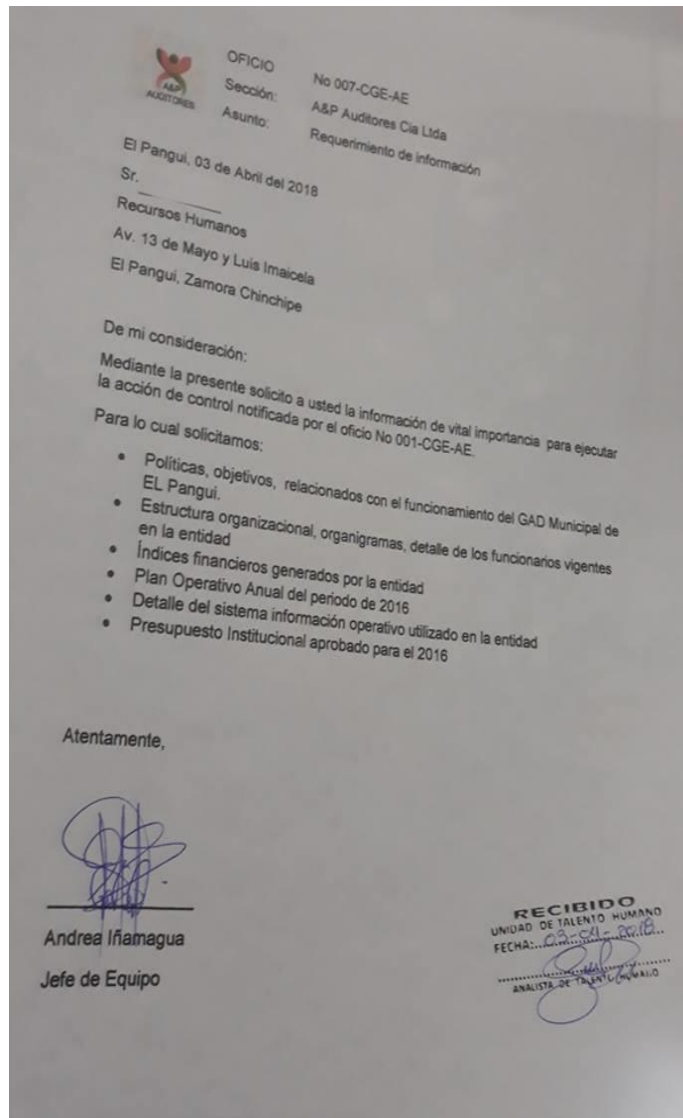 A&P
AUDITORES
OFICIO No 007-CGE-AE
Sección: A&P Auditores Cia Ltda
Asunto: Requerimiento de información
El Pangui, 03 de Abril del 2018
Sr.
Recursos Humanos
Av. 13 de Mayo y Luis Imaicela
El Pangui, Zamora Chinchipe
De mi consideración:
Mediante la presente solicito a usted la información de vital importancia para ejecutar
la acción de control notificada por el oficio No 001-CGE-AE.
Para lo cual solicitamos:
• Políticas, objetivos, relacionados con el funcionamiento del GAD Municipal de
EL Pangui.
• Estructura organizacional, organigramas, detalle de los funcionarios vigentes
en la entidad
• Índices financieros generados por la entidad
• Plan Operativo Anual del periodo de 2016
• Detalle del sistema información operativo utilizado en la entidad
• Presupuesto Institucional aprobado para el 2016
Atentamente,
Andrea Iñamagua
Jefe de Equipo
RECIBIDO
UNIDAD DE TALENTO HUMANO
FECHA: 03-04-2018
ANALISTA DE TALENTO HUMANO